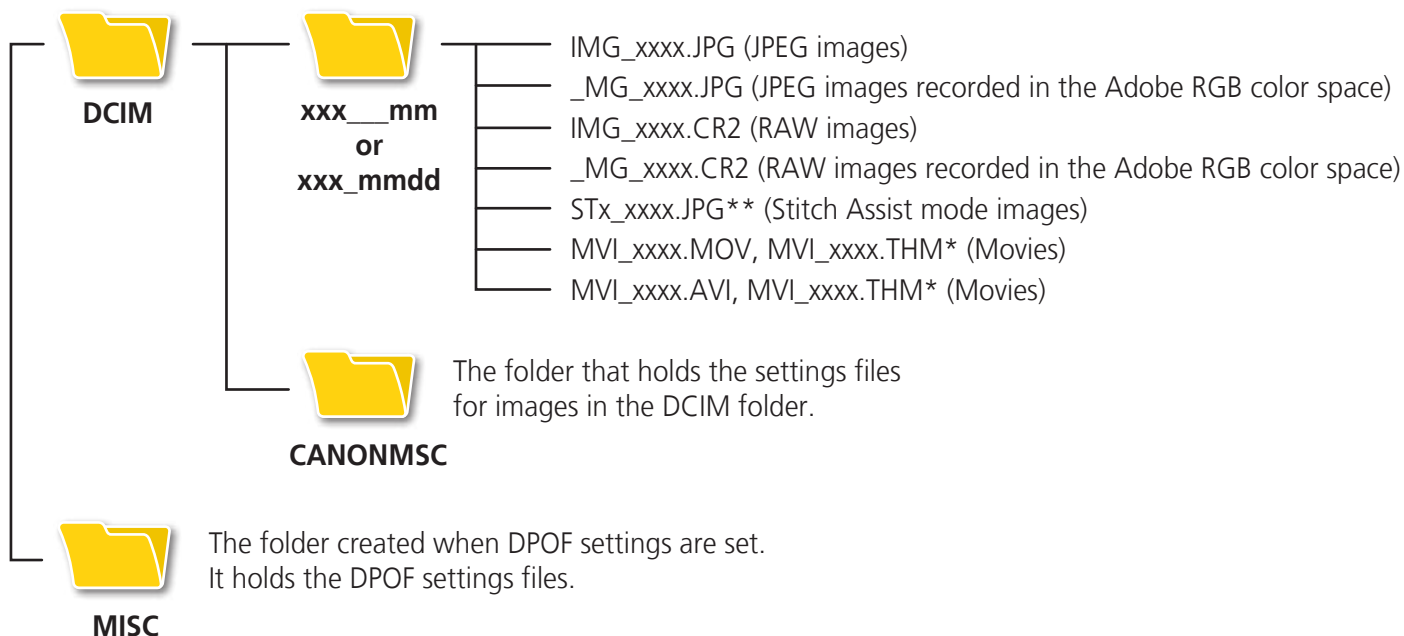 DCIM
xxx___mm
or
xxx_mmdd
IMG_xxxx.JPG (JPEG images)
_MG_xxxx.JPG (JPEG images recorded in the Adobe RGB color space)
IMG_xxxx.CR2 (RAW images)
_MG_xxxx.CR2 (RAW images recorded in the Adobe RGB color space)
STx_xxxx.JPG** (Stitch Assist mode images)
MVI_xxxx.MOV, MVI_xxxx.THM* (Movies)
MVI_xxxx.AVI, MVI_xxxx.THM* (Movies)
CANONMSC
The folder that holds the settings files
for images in the DCIM folder.
MISC
The folder created when DPOF settings are set.
It holds the DPOF settings files.